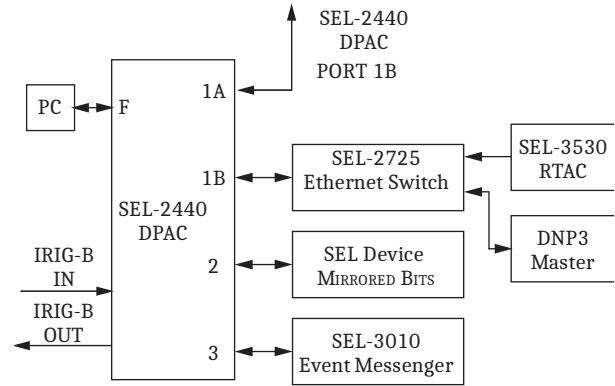 SEL-2440
DPAC
PORT 1B
1A
PC
F
SEL-2725
Ethernet Switch
SEL-3530
RTAC
1B
SEL-2440
DPAC
DNP3
Master
IRIG-B
IN
SEL Device
MIRRORED BITS
2
IRIG-B
OUT
SEL-3010
Event Messenger
3